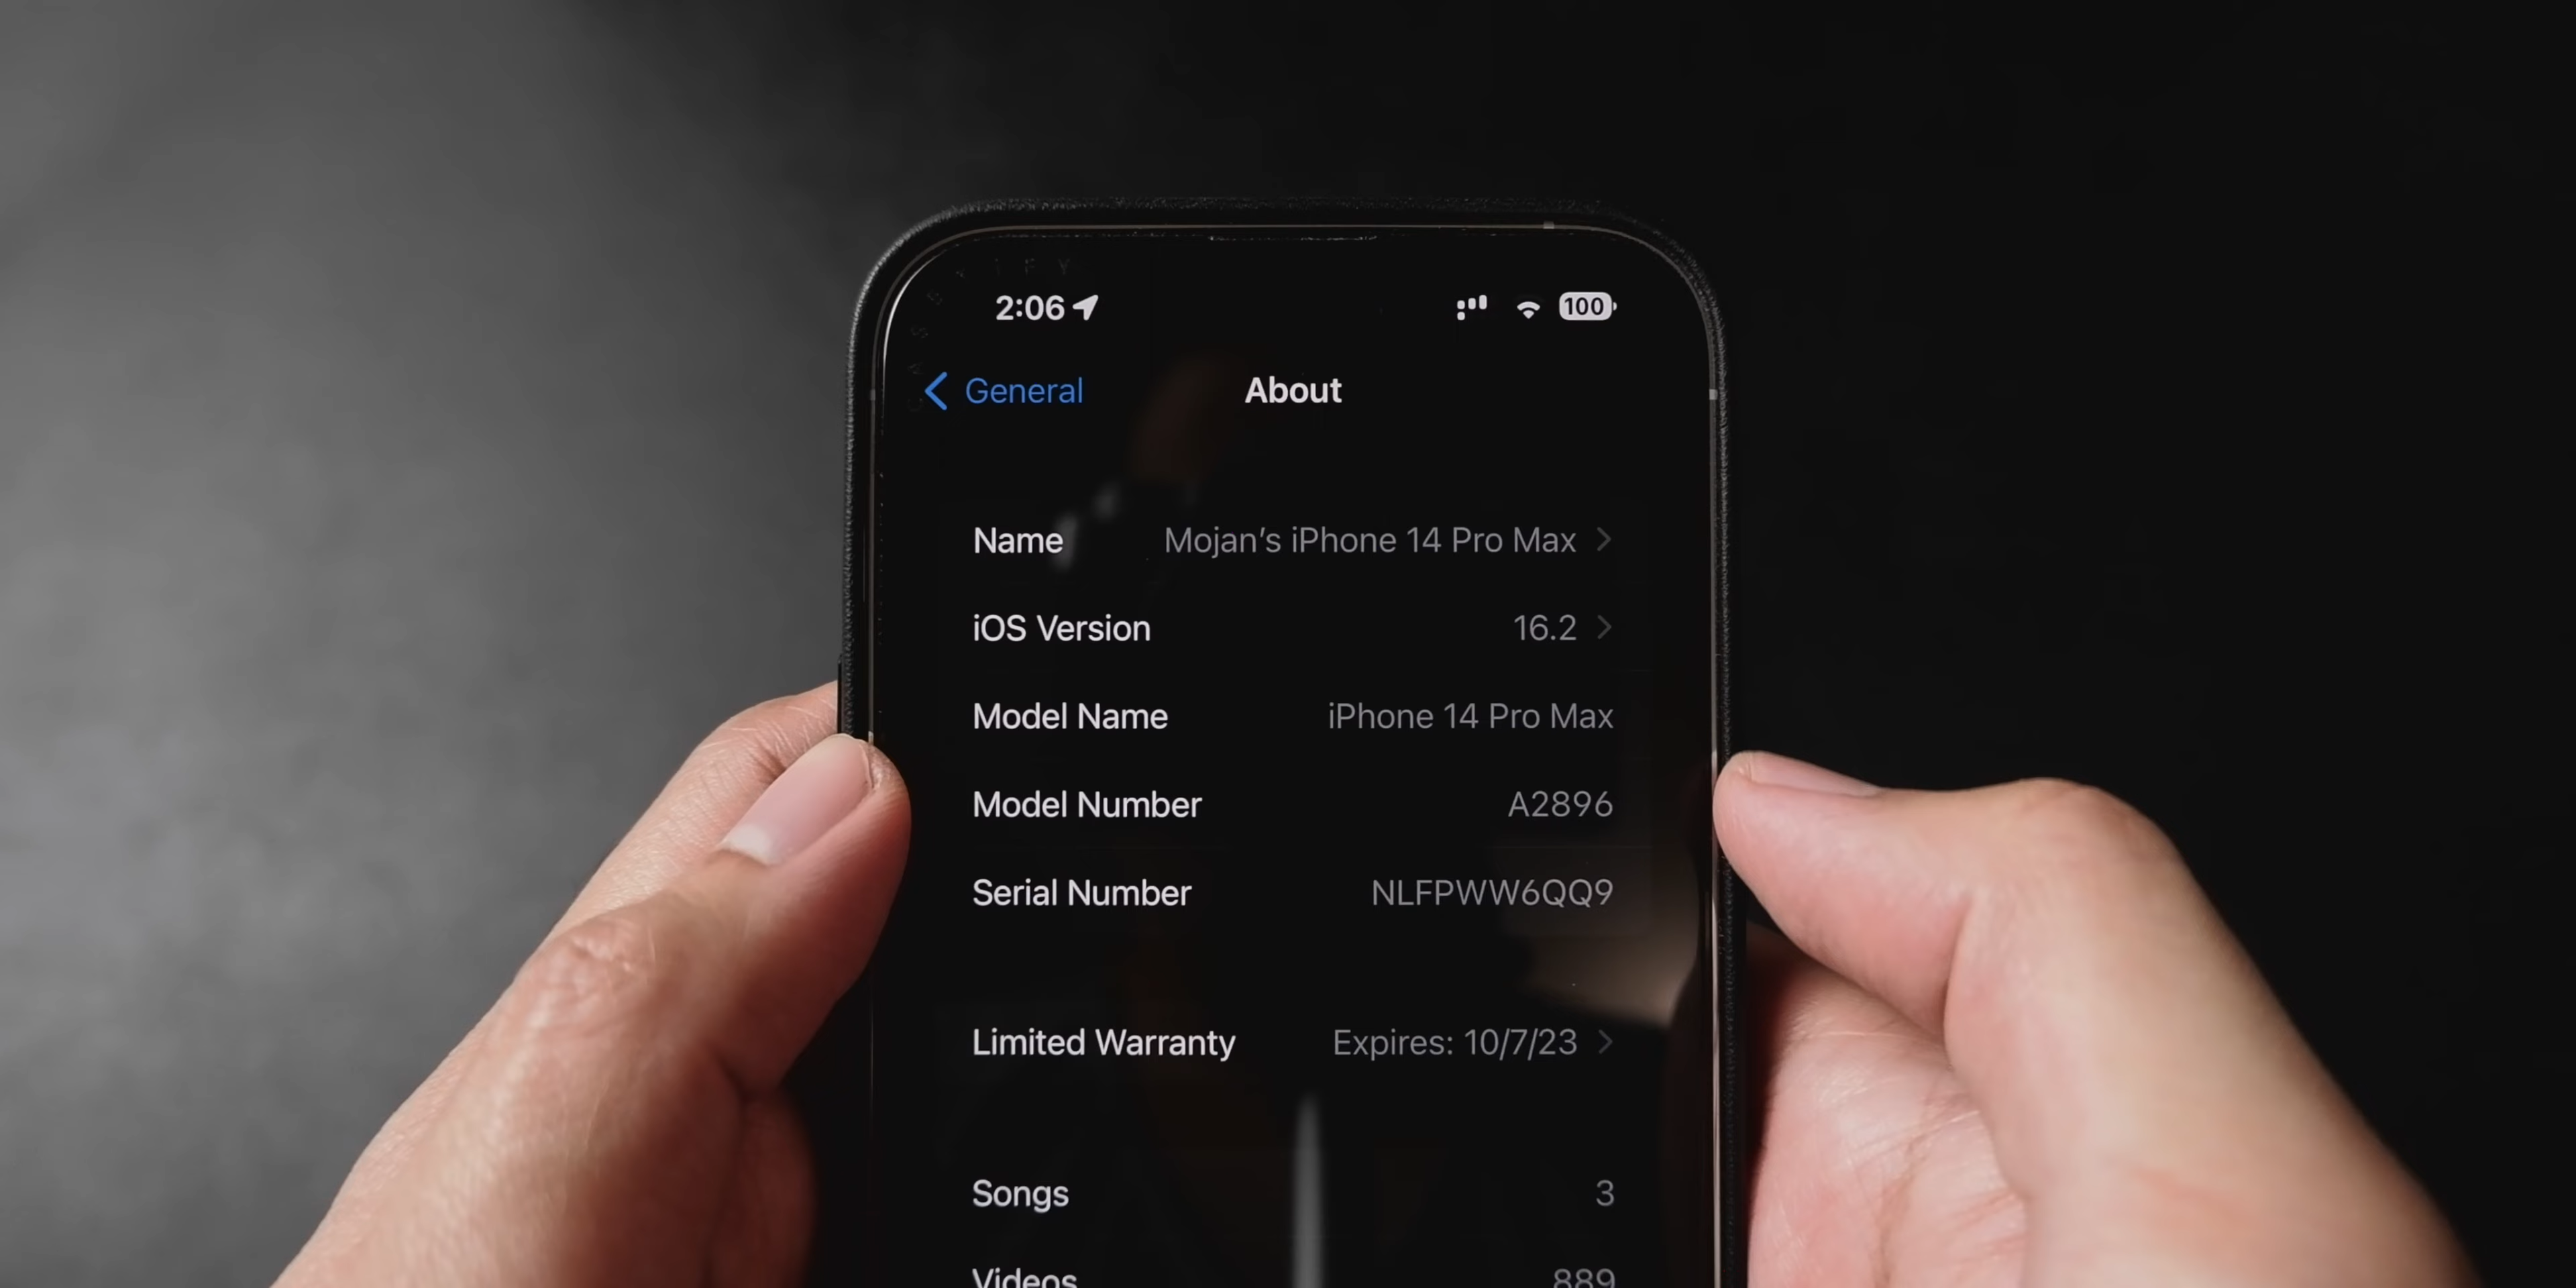 2:06 100
General About
Name Mojan’s iPhone 14 Pro Max
iOS Version 16.2
Model Name iPhone 14 Pro Max
Model Number A2896
Serial Number NLFPWW6QQ9
Limited Warranty Expires: 10/7/23
Songs 3
Videos 889